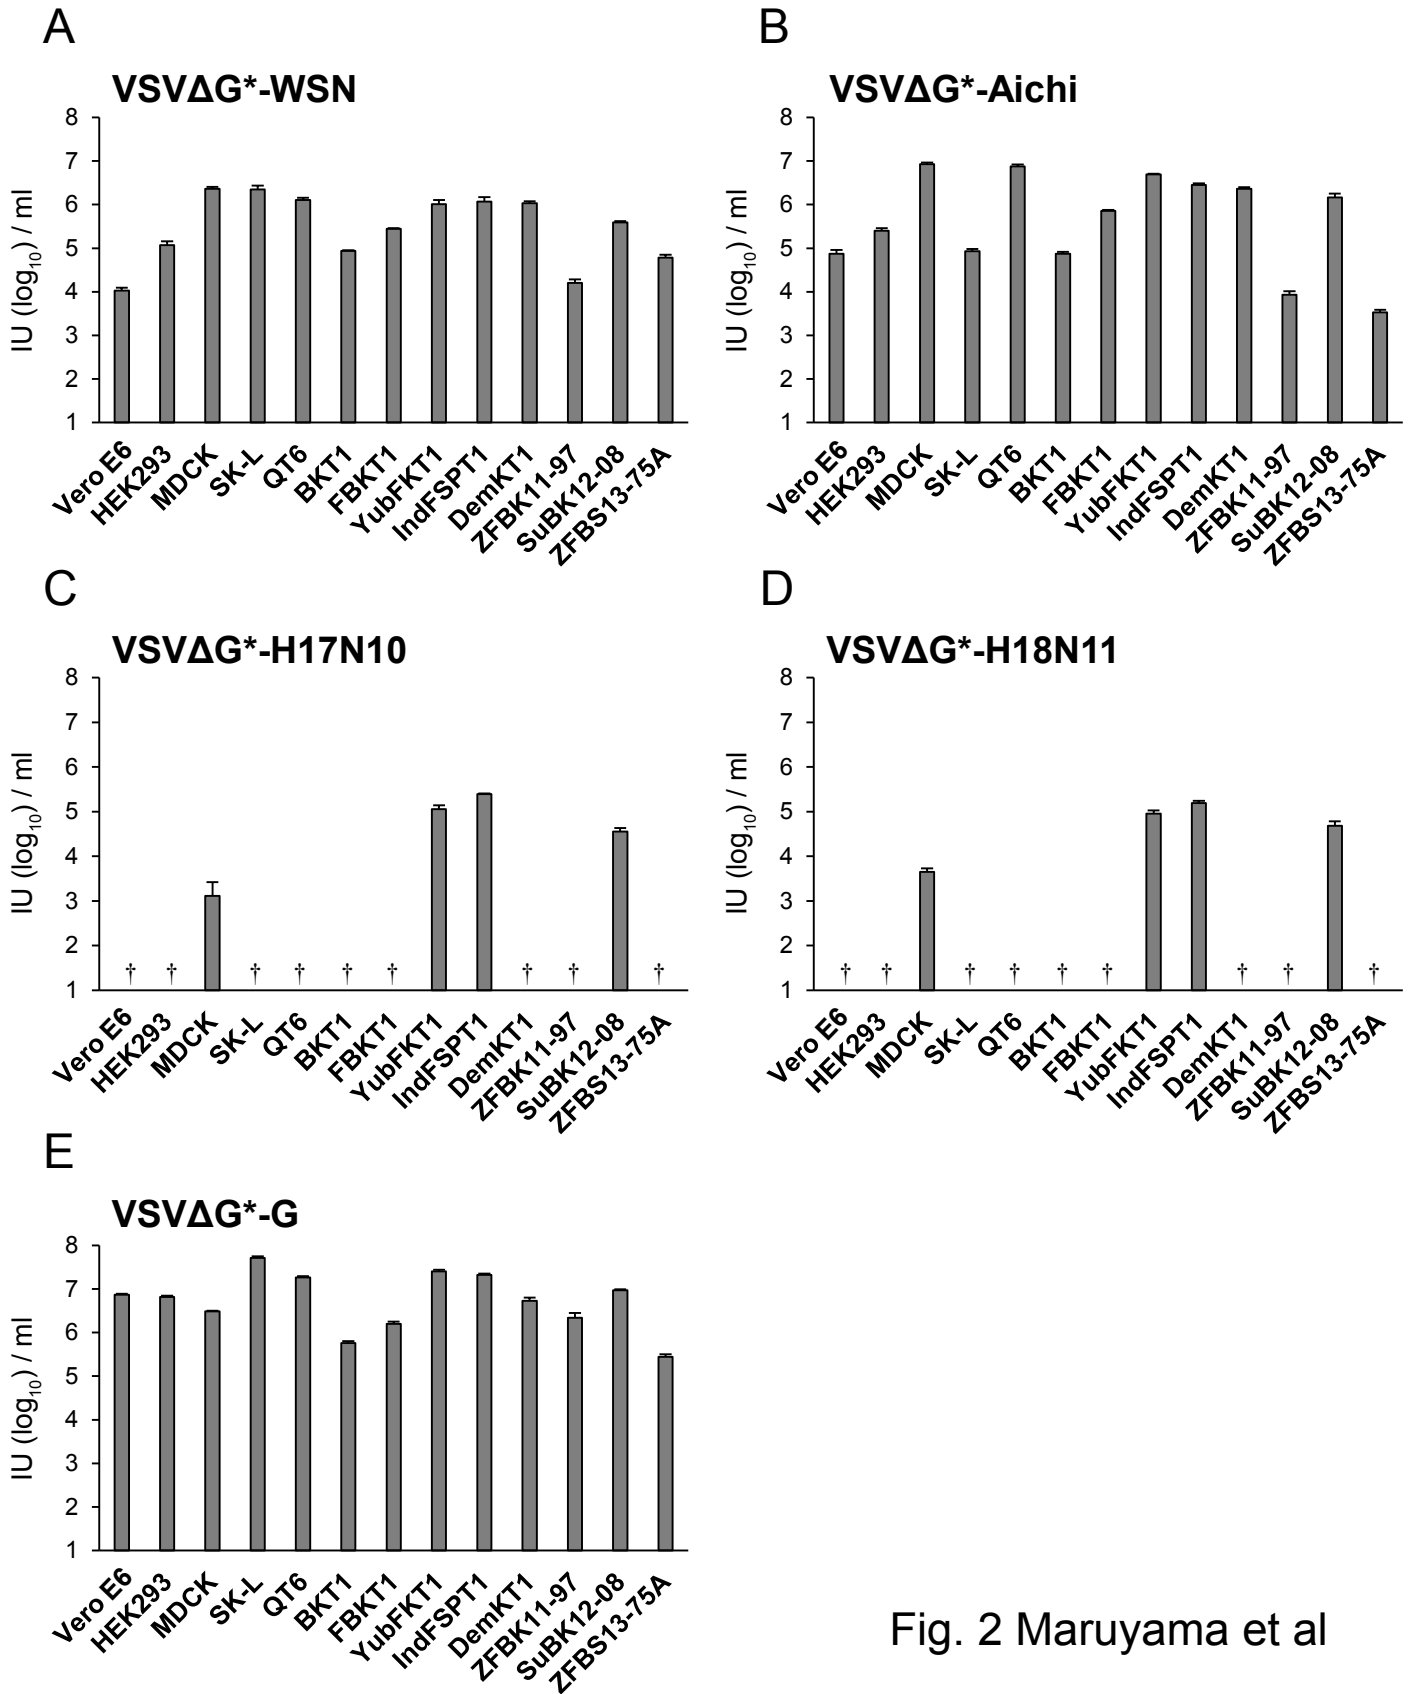 A
VSVΔG*-WSN
IU (log10) / ml
8
7
6
5
4
3
2
1
Vero E6
HEK293
MDCK
SK-L
QT6
BKT1
FBKT1
YubFKT1
IndFSPT1
DemKT1
ZFBK11-97
SuBK12-08
ZFBS13-75A
B
VSVΔG*-Aichi
IU (log10) / ml
8
7
6
5
4
3
2
1
Vero E6
HEK293
MDCK
SK-L
QT6
BKT1
FBKT1
YubFKT1
IndFSPT1
DemKT1
ZFBK11-97
SuBK12-08
ZFBS13-75A
C
VSVΔG*-H17N10
IU (log10) / ml
8
7
6
5
4
3
2
1
† † † † † † † † †
Vero E6
HEK293
MDCK
SK-L
QT6
BKT1
FBKT1
YubFKT1
IndFSPT1
DemKT1
ZFBK11-97
SuBK12-08
ZFBS13-75A
D
VSVΔG*-H18N11
IU (log10) / ml
8
7
6
5
4
3
2
1
† † † † † † † † †
Vero E6
HEK293
MDCK
SK-L
QT6
BKT1
FBKT1
YubFKT1
IndFSPT1
DemKT1
ZFBK11-97
SuBK12-08
ZFBS13-75A
E
VSVΔG*-G
IU (log10) / ml
8
7
6
5
4
3
2
1
Vero E6
HEK293
MDCK
SK-L
QT6
BKT1
FBKT1
YubFKT1
IndFSPT1
DemKT1
ZFBK11-97
SuBK12-08
ZFBS13-75A
Fig. 2 Maruyama et al